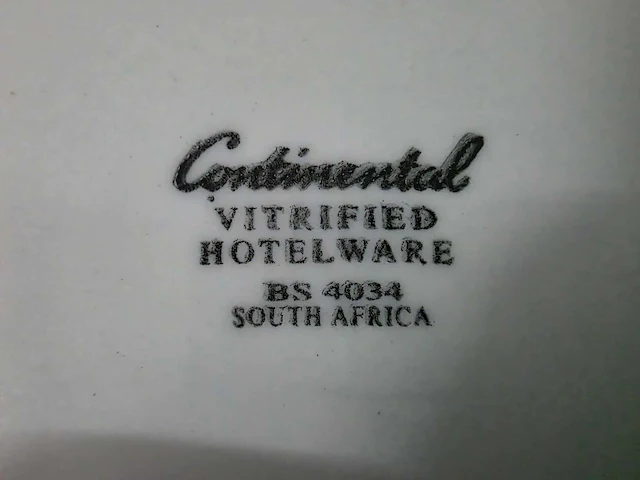 Continental
VITRIFIED
HOTELWARE
BS 4034
SOUTH AFRICA